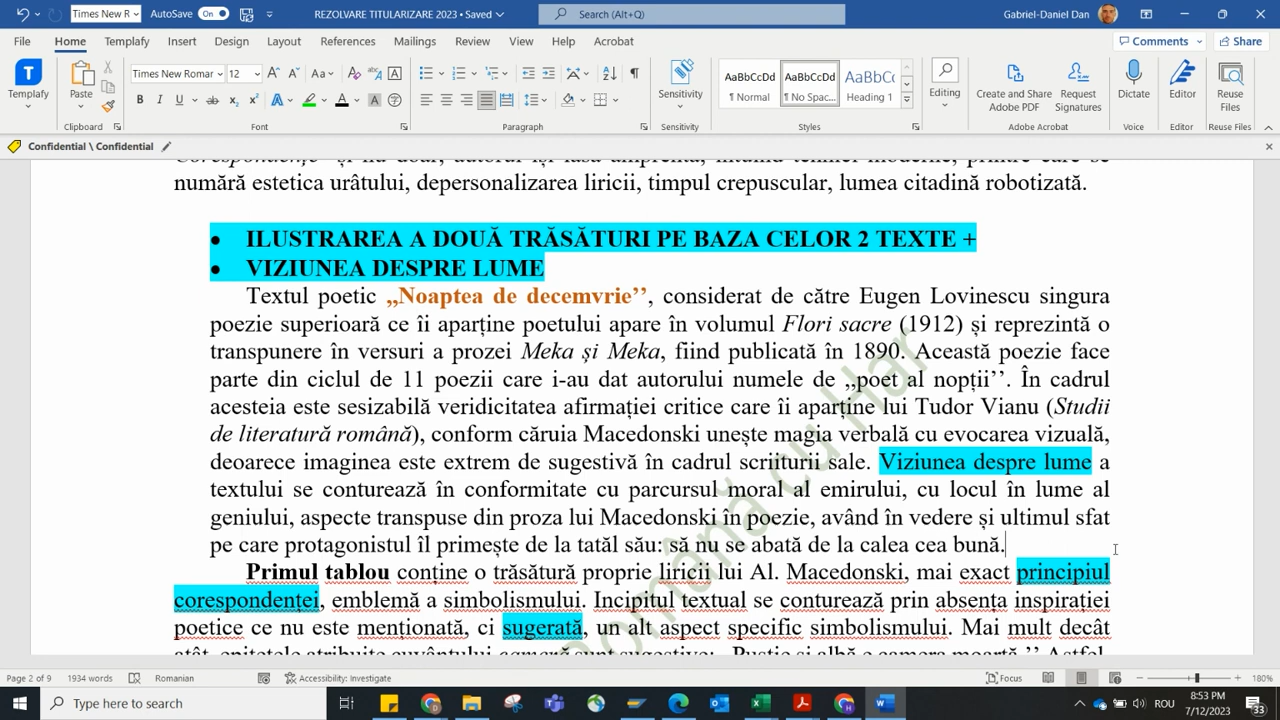 Times New R
AutoSave On
REZOLVARE TITULARIZARE 2023 • Saved
Search (Alt+Q)
Gabriel-Daniel Dan
File Home Templafy Insert Design Layout References Mailings Review View Help Acrobat
Comments Share
Templafy
Paste
Times New Romar 12
Sensitivity
AaBbCcDd AaBbCcDd AaBbCc
¶ Normal ¶ No Spac... Heading 1
Editing
Create and Share Adobe PDF
Request Signatures
Dictate
Editor
Reuse Files
Clipboard Font Paragraph Sensitivity Styles Adobe Acrobat Voice Editor Reuse Files
Confidential \ Confidential
numără estetica urâtului, depersonalizarea liricii, timpul crepuscular, lumea citadină robotizată.
• ILUSTRAREA A DOUĂ TRĂSĂTURI PE BAZA CELOR 2 TEXTE +
• VIZIUNEA DESPRE LUME
Textul poetic ,,Noaptea de decemvrie’’, considerat de către Eugen Lovinescu singura
poezie superioară ce îi aparține poetului apare în volumul Flori sacre (1912) și reprezintă o
transpunere în versuri a prozei Meka și Meka, fiind publicată în 1890. Această poezie face
parte din ciclul de 11 poezii care i-au dat autorului numele de ,,poet al nopții’’. În cadrul
acesteia este sesizabilă veridicitatea afirmației critice care îi aparține lui Tudor Vianu (Studii
de literatură română), conform căruia Macedonski unește magia verbală cu evocarea vizuală,
deoarece imaginea este extrem de sugestivă în cadrul scriiturii sale. Viziunea despre lume a
textului se conturează în conformitate cu parcursul moral al emirului, cu locul în lume al
geniului, aspecte transpuse din proza lui Macedonski în poezie, având în vedere și ultimul sfat
pe care protagonistul îl primește de la tatăl său: să nu se abată de la calea cea bună.
Primul tablou conține o trăsătură proprie liricii lui Al. Macedonski, mai exact principiul
corespondenței, emblemă a simbolismului. Incipitul textual se conturează prin absența inspirației
poetice ce nu este menționată, ci sugerată, un alt aspect specific simbolismului. Mai mult decât
Page 2 of 9 1934 words Romanian Accessibility: Investigate Focus 180%
Type here to search
ROU
8:53 PM
7/12/2023
33